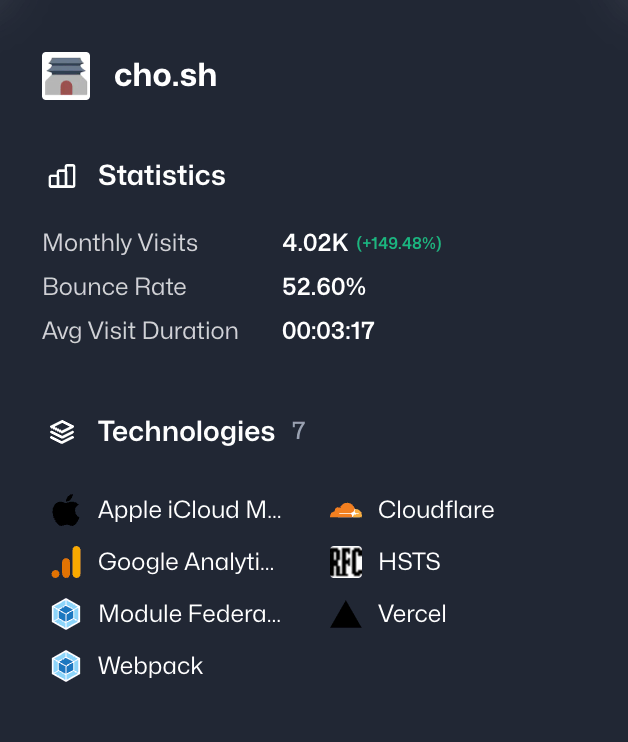 cho.sh
Statistics
Monthly Visits 4.02K (+149.48%)
Bounce Rate 52.60%
Avg Visit Duration 00:03:17
Technologies 7
Apple iCloud M... Cloudflare
Google Analyti... RFC HSTS
Module Federa... Vercel
Webpack